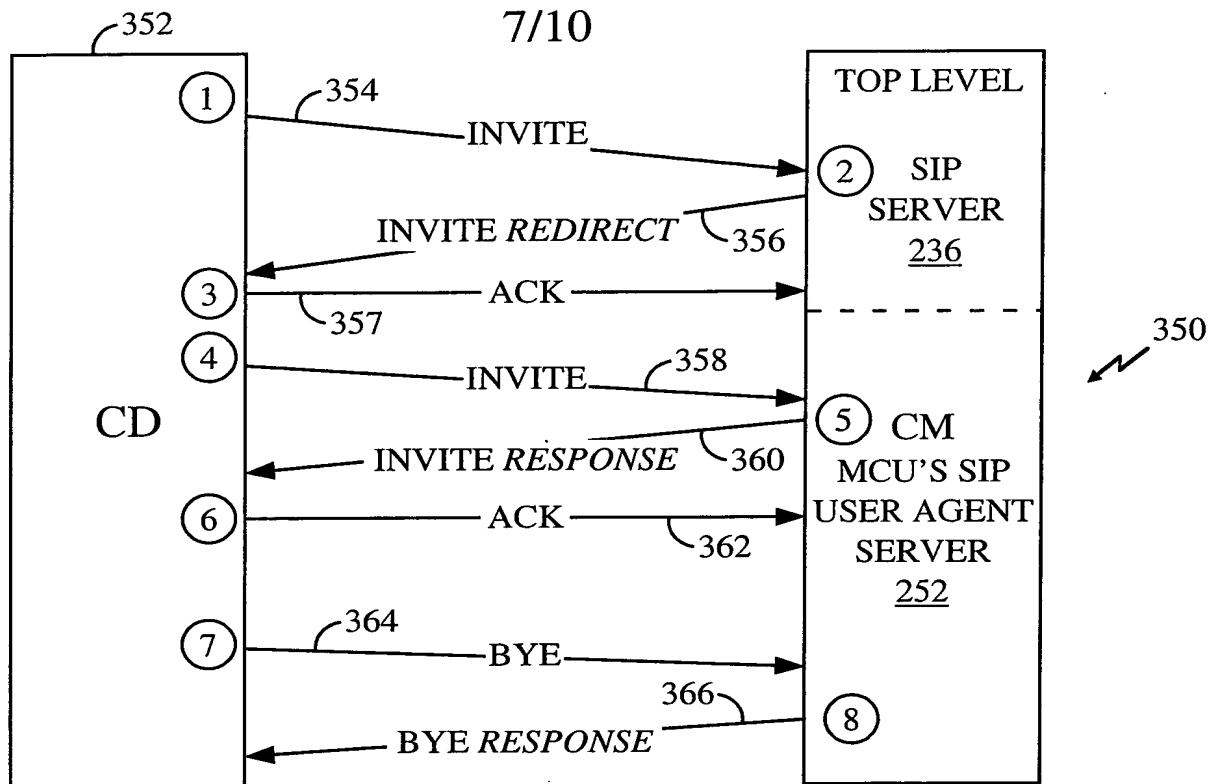 7/10
352
1
354
INVITE
TOP LEVEL
2
SIP
SERVER
236
INVITE REDIRECT
356
3
ACK
357
4
INVITE
358
350
CD
5
CM
MCU'S SIP
USER AGENT
SERVER
252
INVITE RESPONSE
360
6
ACK
362
7
364
BYE
366
8
BYE RESPONSE